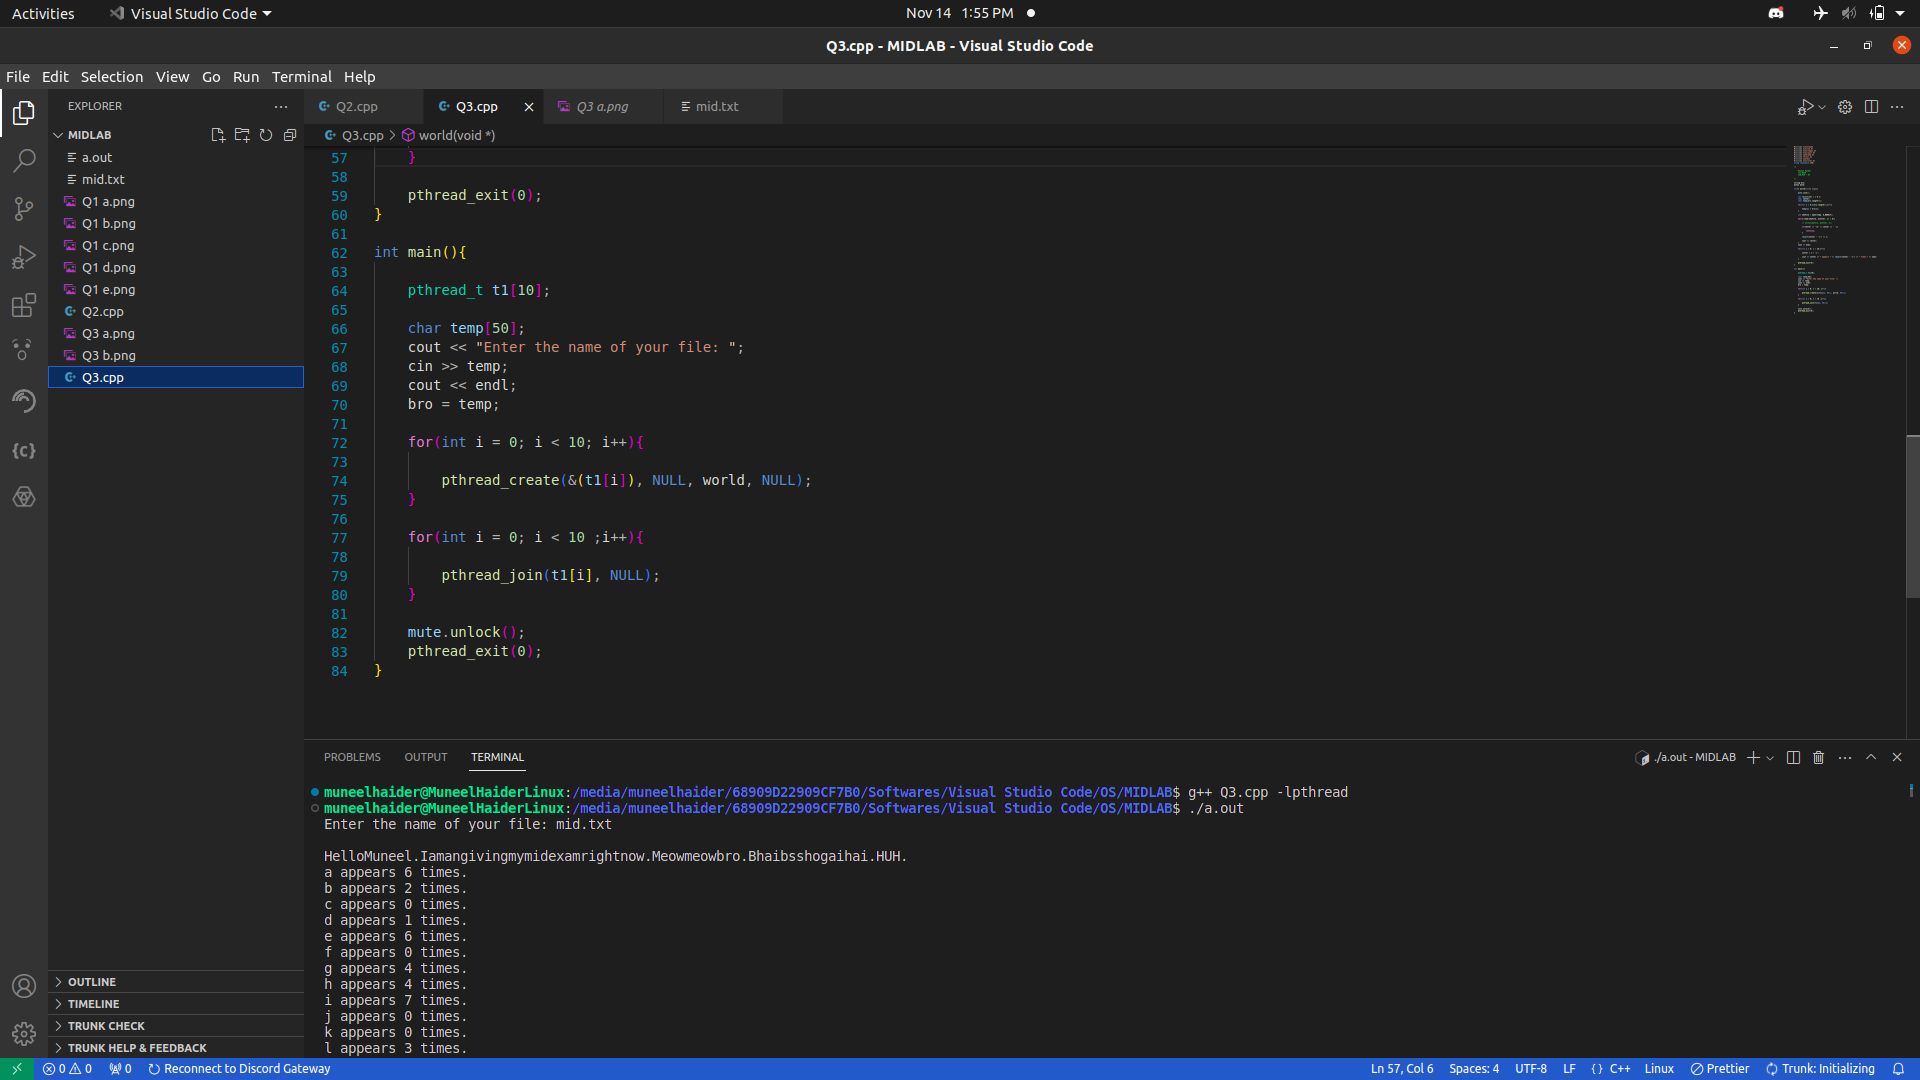 Activities
Visual Studio Code
Nov 14 1:55 PM
Q3.cpp - MIDLAB - Visual Studio Code
File Edit Selection View Go Run Terminal Help
EXPLORER
MIDLAB
a.out
mid.txt
Q1 a.png
Q1 b.png
Q1 c.png
Q1 d.png
Q1 e.png
Q2.cpp
Q3 a.png
Q3 b.png
Q3.cpp
OUTLINE
TIMELINE
TRUNK CHECK
TRUNK HELP & FEEDBACK
Q2.cpp
Q3.cpp
Q3 a.png
mid.txt
Q3.cpp > world(void *)
57 }
58
59 pthread_exit(0);
60 }
61
62 int main(){
63
64 pthread_t t1[10];
65
66 char temp[50];
67 cout << "Enter the name of your file: ";
68 cin >> temp;
69 cout << endl;
70 bro = temp;
71
72 for(int i = 0; i < 10; i++){
73
74 pthread_create(&(t1[i]), NULL, world, NULL);
75 }
76
77 for(int i = 0; i < 10 ;i++){
78
79 pthread_join(t1[i], NULL);
80 }
81
82 mute.unlock();
83 pthread_exit(0);
84 }
PROBLEMS OUTPUT TERMINAL
./a.out - MIDLAB
muneelhaider@MuneelHaiderLinux:/media/muneelhaider/68909D22909CF7B0/Softwares/Visual Studio Code/OS/MIDLAB$ g++ Q3.cpp -lpthread
muneelhaider@MuneelHaiderLinux:/media/muneelhaider/68909D22909CF7B0/Softwares/Visual Studio Code/OS/MIDLAB$ ./a.out
Enter the name of your file: mid.txt
HelloMuneel.Iamangivingmymidexamrightnow.Meowmeowbro.Bhaibsshogaihai.HUH.
a appears 6 times.
b appears 2 times.
c appears 0 times.
d appears 1 times.
e appears 6 times.
f appears 0 times.
g appears 4 times.
h appears 4 times.
i appears 7 times.
j appears 0 times.
k appears 0 times.
l appears 3 times.
0 0 0 Reconnect to Discord Gateway
Ln 57, Col 6 Spaces: 4 UTF-8 LF {} C++ Linux Prettier Trunk: Initializing